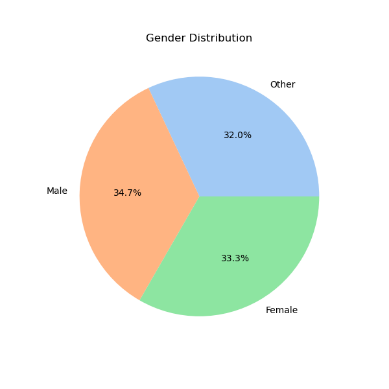 Gender Distribution
Other
32.0%
Male
34.7%
33.3%
Female